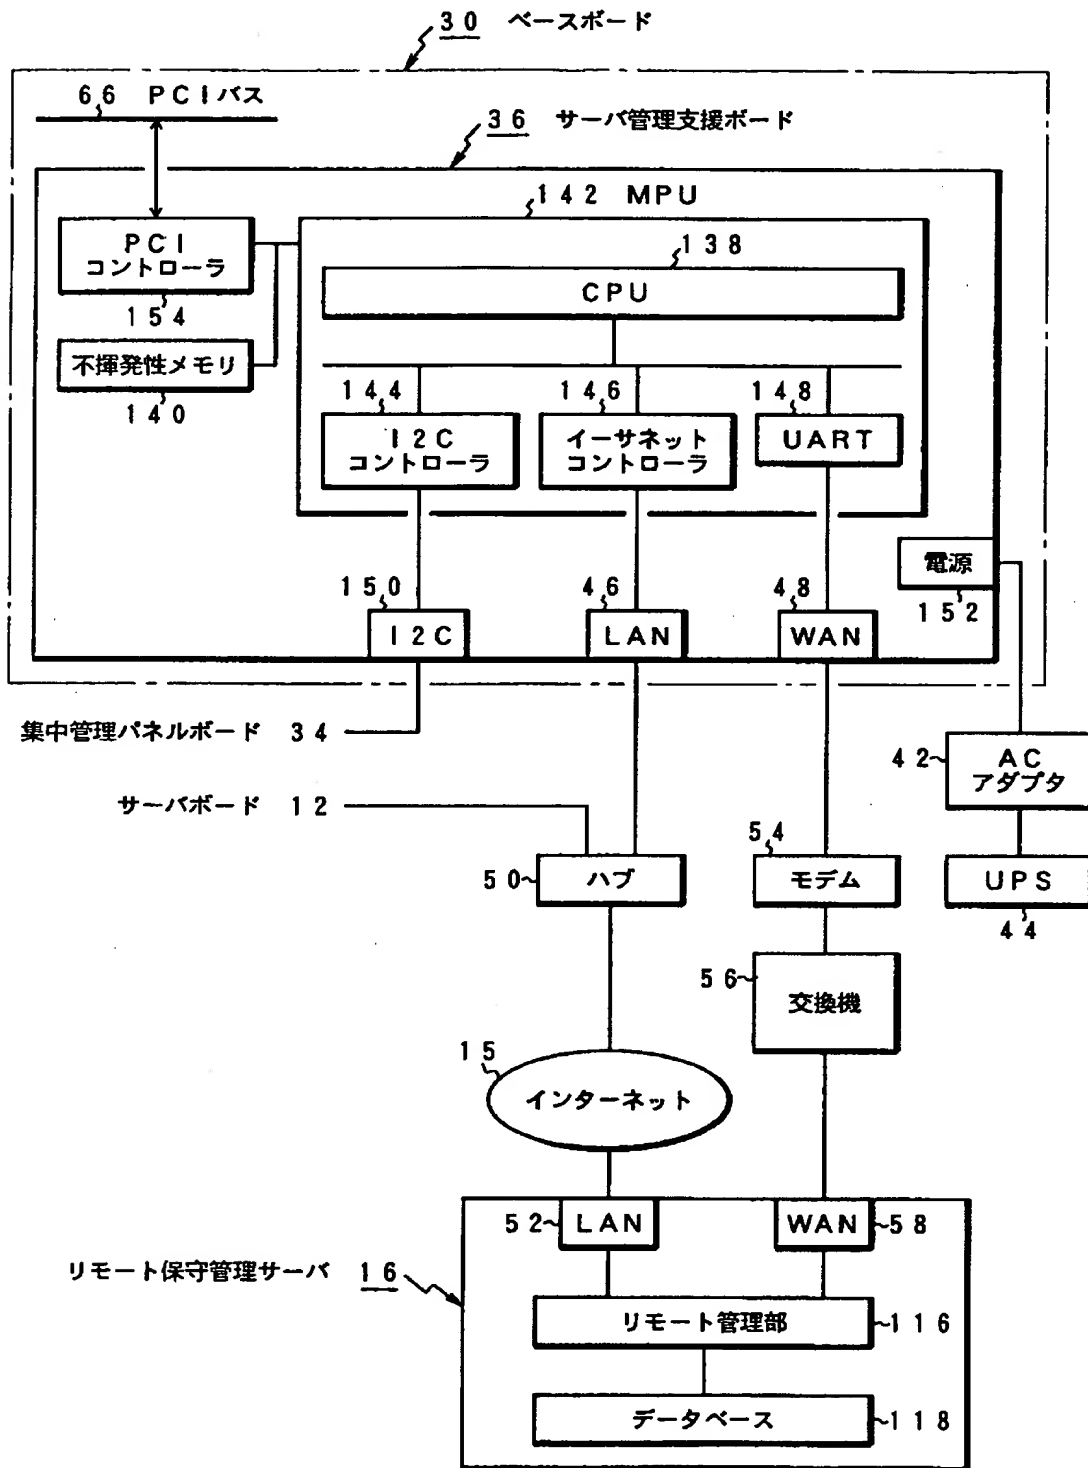 30 ベースボード
66 PCIバス
36 サーバ管理支援ボード
142 MPU
PCI
コントローラ
154
138
CPU
不揮発性メモリ
140
144
146
148
I2C
コントローラ
イーサネット
コントローラ
UART
電源
152
150
46
48
I2C
LAN
WAN
集中管理パネルボード 34
42
AC
アダプタ
サーバボード 12
54
50
ハブ
モデム
UPS
44
56
交換機
15
インターネット
52
LAN
WAN
58
リモート保守管理サーバ 16
リモート管理部
116
データベース
118